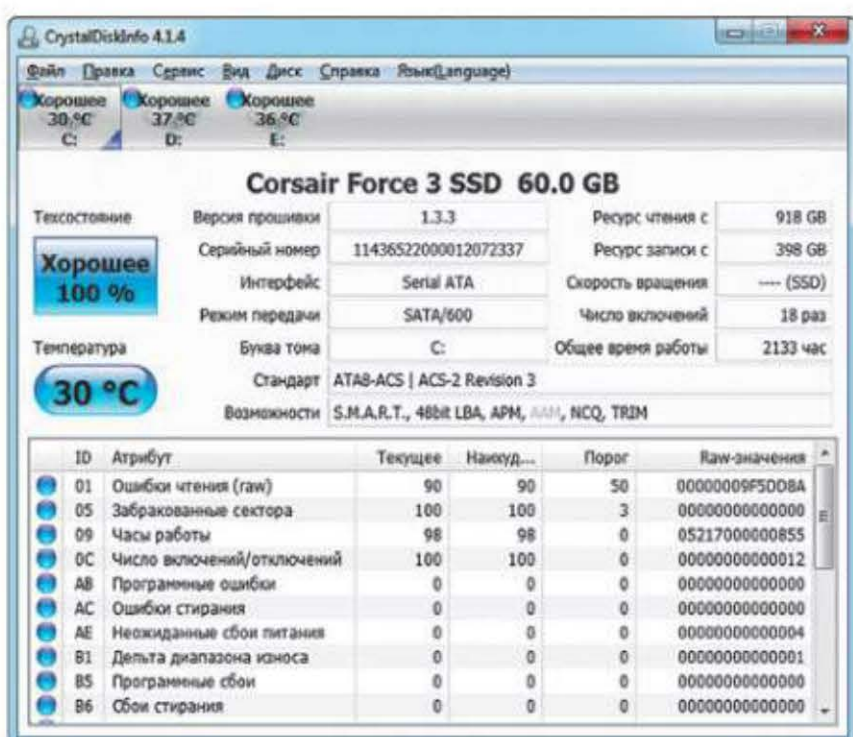 CrystalDiskInfo 4.1.4
Файл Правка Сервис Вид Диск Справка Язык(Language)
Хорошее Хорошее Хорошее
30 °C 37 °C 36 °C
C: D: E:
Corsair Force 3 SSD 60.0 GB
Техсостояние
Хорошее
100 %
Температура
30 °C
Версия прошивки 1.3.3 Ресурс чтения с 918 GB
Серийный номер 11436522000012072337 Ресурс записи с 398 GB
Интерфейс Serial ATA Скорость вращения ---- (SSD)
Режим передачи SATA/600 Число включений 18 раз
Буква тома C: Общее время работы 2133 час
Стандарт ATA8-ACS | ACS-2 Revision 3
Возможности S.M.A.R.T., 48bit LBA, APM, AAM, NCQ, TRIM
ID Атрибут Текущее Наихуд... Порог Raw-значения
01 Ошибки чтения (raw) 90 90 50 00000009F5DD8A
05 Забракованные сектора 100 100 3 00000000000000
09 Часы работы 98 98 0 05217000000855
0C Число включений/отключений 100 100 0 00000000000012
AB Программные ошибки 0 0 0 00000000000000
AC Ошибки стирания 0 0 0 00000000000000
AE Неожиданные сбои питания 0 0 0 00000000000004
B1 Дельта диапазона износа 0 0 0 00000000000001
B5 Программные сбои 0 0 0 00000000000000
B6 Сбои стирания 0 0 0 00000000000000